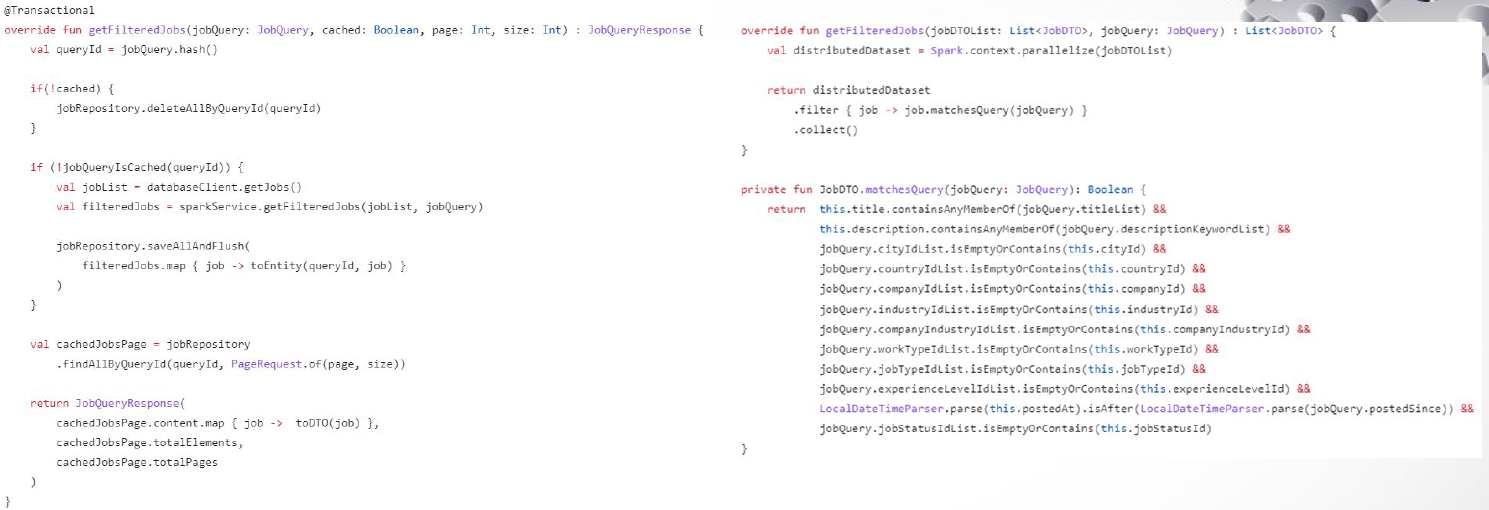 @Transactional
override fun getFilteredJobs(jobQuery: JobQuery, cached: Boolean, page: Int, size: Int) : JobQueryResponse {
    val queryId = jobQuery.hash()

    if(!cached) {
        jobRepository.deleteAllByQueryId(queryId)
    }

    if (!jobQueryIsCached(queryId)) {
        val jobList = databaseClient.getJobs()
        val filteredJobs = sparkService.getFilteredJobs(jobList, jobQuery)

        jobRepository.saveAllAndFlush(
            filteredJobs.map { job -> toEntity(queryId, job) }
        )
    }

    val cachedJobsPage = jobRepository
        .findAllByQueryId(queryId, PageRequest.of(page, size))

    return JobQueryResponse(
        cachedJobsPage.content.map { job ->  toDTO(job) },
        cachedJobsPage.totalElements,
        cachedJobsPage.totalPages
    )
}
override fun getFilteredJobs(jobDTOList: List<JobDTO>, jobQuery: JobQuery) : List<JobDTO> {
    val distributedDataset = Spark.context.parallelize(jobDTOList)

    return distributedDataset
        .filter { job -> job.matchesQuery(jobQuery) }
        .collect()
}

private fun JobDTO.matchesQuery(jobQuery: JobQuery): Boolean {
    return  this.title.containsAnyMemberOf(jobQuery.titleList) &&
            this.description.containsAnyMemberOf(jobQuery.descriptionKeywordList) &&
            jobQuery.cityIdList.isEmptyOrContains(this.cityId) &&
            jobQuery.countryIdList.isEmptyOrContains(this.countryId) &&
            jobQuery.companyIdList.isEmptyOrContains(this.companyId) &&
            jobQuery.industryIdList.isEmptyOrContains(this.industryId) &&
            jobQuery.companyIndustryIdList.isEmptyOrContains(this.companyIndustryId) &&
            jobQuery.workTypeIdList.isEmptyOrContains(this.workTypeId) &&
            jobQuery.jobTypeIdList.isEmptyOrContains(this.jobTypeId) &&
            jobQuery.experienceLevelIdList.isEmptyOrContains(this.experienceLevelId) &&
            LocalDateTimeParser.parse(this.postedAt).isAfter(LocalDateTimeParser.parse(jobQuery.postedSince)) &&
            jobQuery.jobStatusIdList.isEmptyOrContains(this.jobStatusId)
}